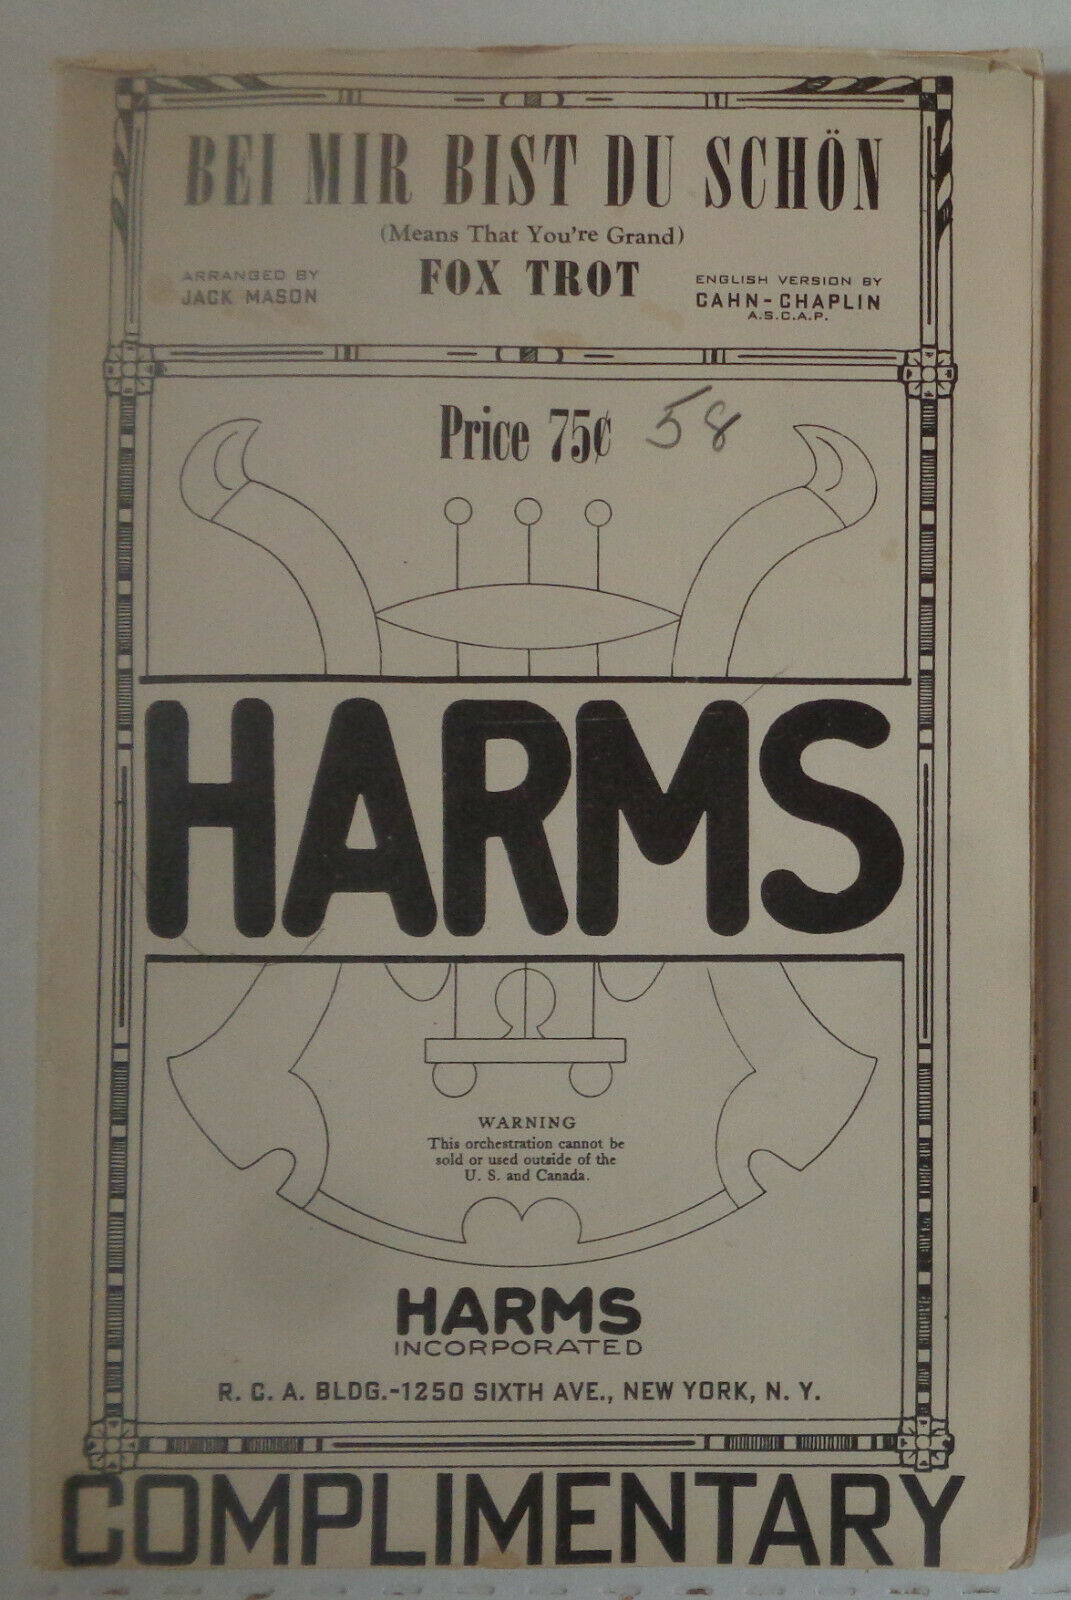 BEI MIR BIST DU SCHÖN
(Means That You're Grand)
FOX TROT
ARRANGED BY
JACK MASON
ENGLISH VERSION BY
CAHN-CHAPLIN
A.S.C.A.P.
Price 75¢ 58
HARMS
WARNING
This orchestration cannot be
sold or used outside of the
U. S. and Canada.
HARMS
INCORPORATED
R. C. A. BLDG.-1250 SIXTH AVE., NEW YORK, N. Y.
COMPLIMENTARY